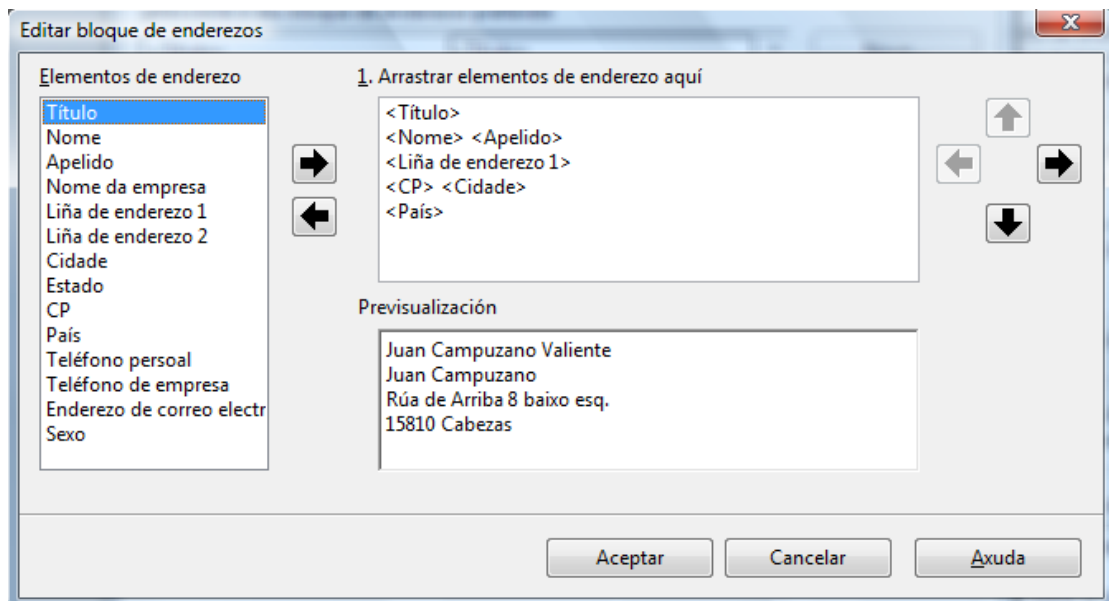 Editar bloque de enderezos
Elementos de enderezo
Título
Nome
Apelido
Nome da empresa
Liña de enderezo 1
Liña de enderezo 2
Cidade
Estado
CP
País
Teléfono persoal
Teléfono de empresa
Enderezo de correo electr
Sexo
1. Arrastrar elementos de enderezo aquí
<Título>
<Nome> <Apelido>
<Liña de enderezo 1>
<CP> <Cidade>
<País>
Previsualización
Juan Campuzano Valiente
Juan Campuzano
Rúa de Arriba 8 baixo esq.
15810 Cabezas
Aceptar Cancelar Axuda